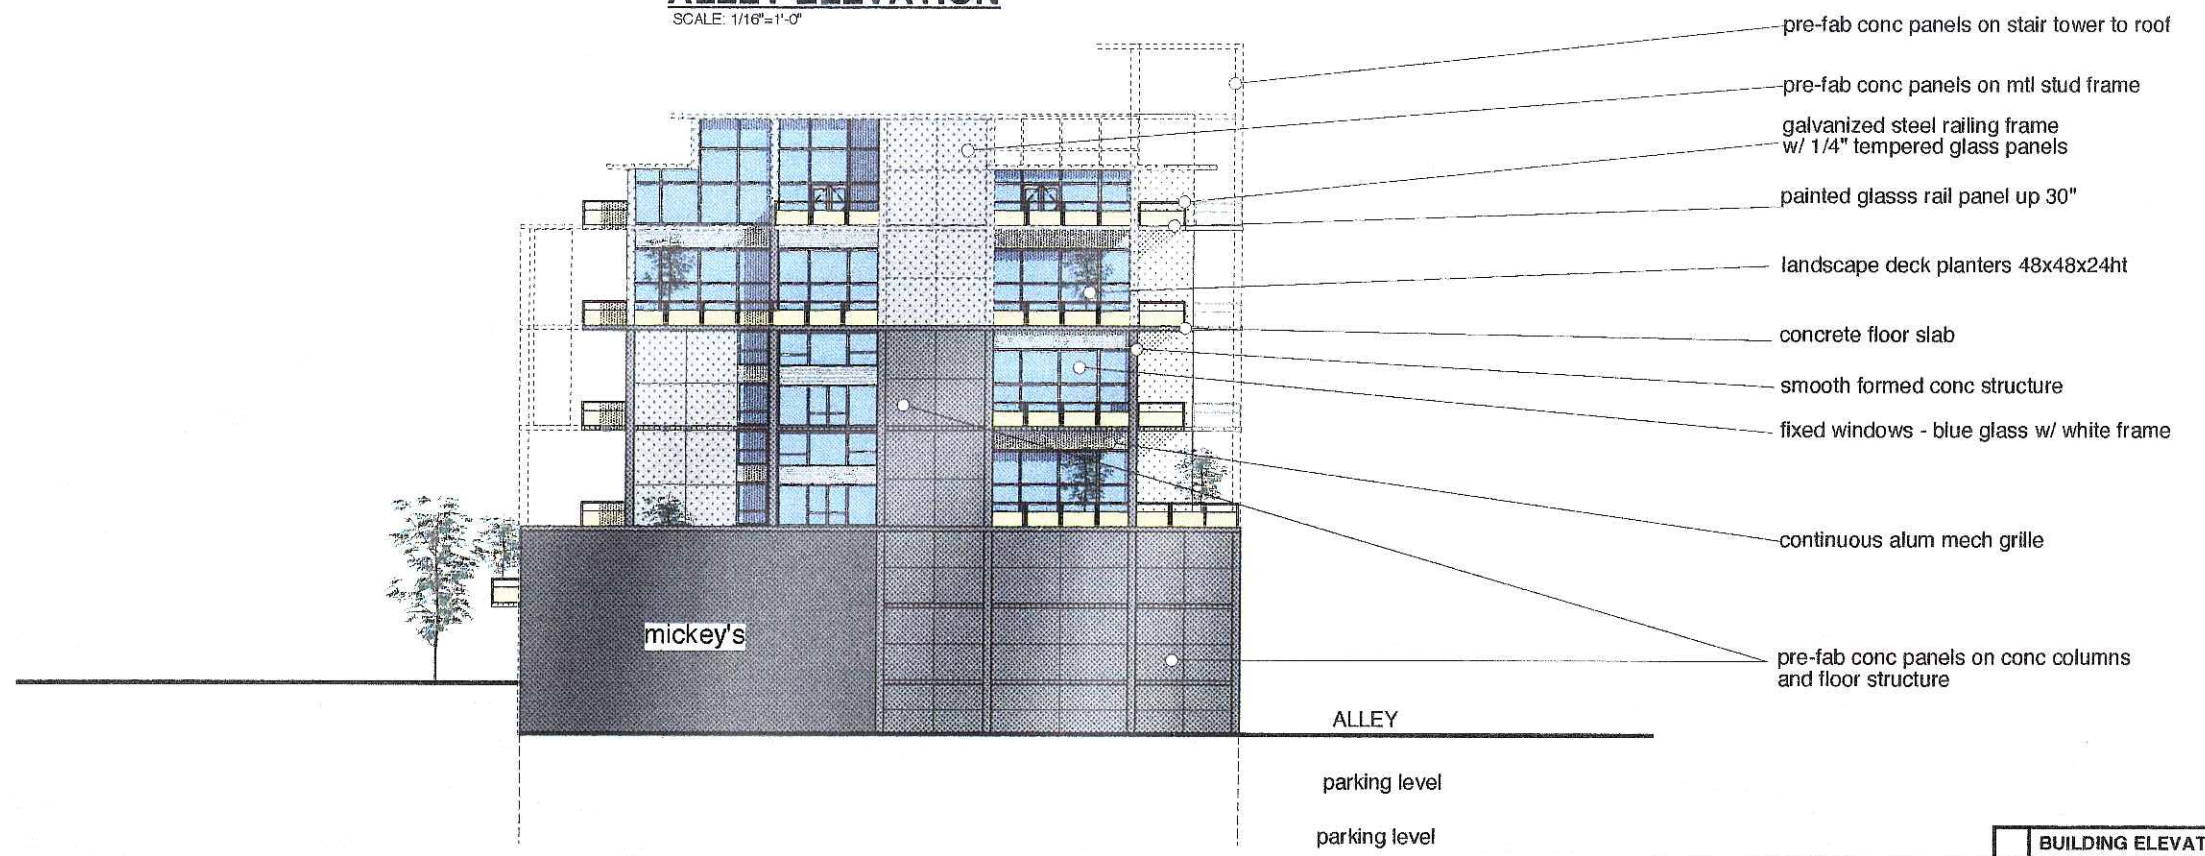 ALLEY ELEVATION
SCALE: 1/16"=1'-0"
pre-fab conc panels on stair tower to roof
pre-fab conc panels on mtl stud frame
galvanized steel railing frame
w/ 1/4" tempered glass panels
painted glasss rail panel up 30"
landscape deck planters 48x48x24ht
concrete floor slab
smooth formed conc structure
fixed windows - blue glass w/ white frame
continuous alum mech grille
mickey's
pre-fab conc panels on conc columns
and floor structure
ALLEY
parking level
parking level
BUILDING ELEVAT